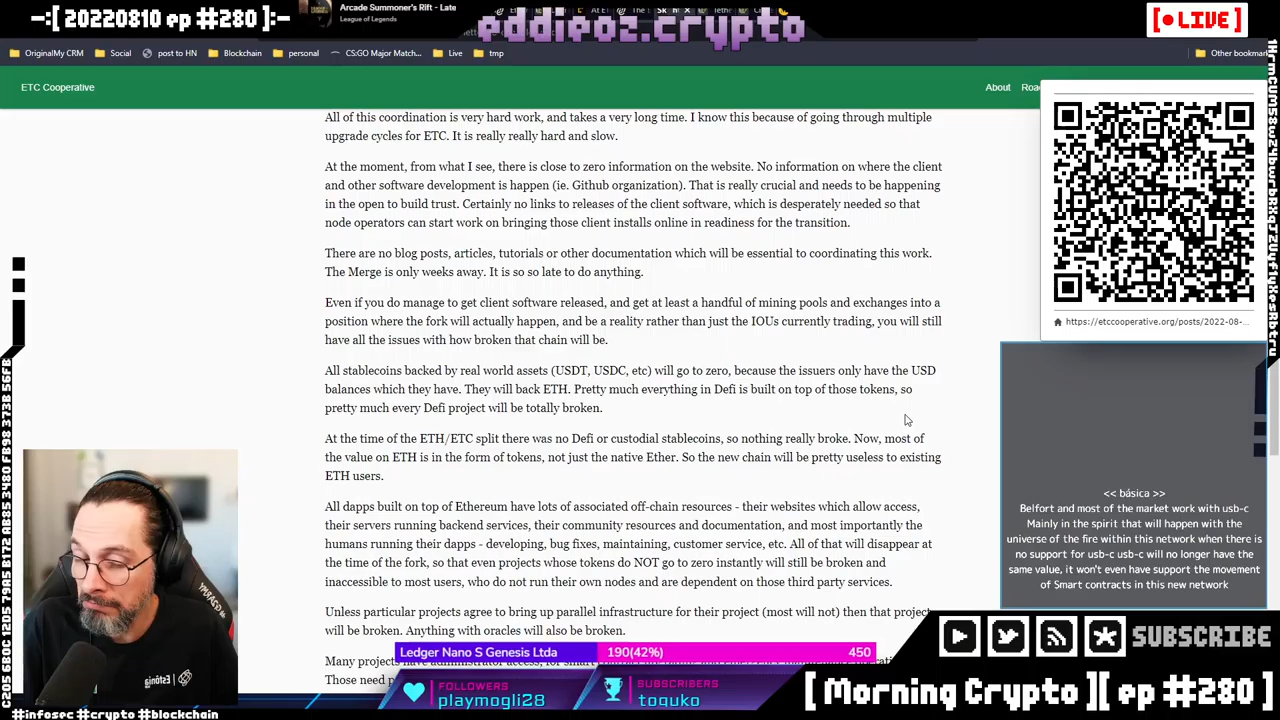 -:[ 20220810 ep #280 ]:-
Arcade Summoner's Rift - Late
League of Legends
eddieoz.crypto
[•LIVE]
OriginalMy CRM
Social
post to HN
Blockchain
personal
CS:GO Major Match...
Live
tmp
Other bookmar
ETC Cooperative
About
Roa
All of this coordination is very hard work, and takes a very long time. I know this because of going through multiple
upgrade cycles for ETC. It is really really hard and slow.
At the moment, from what I see, there is close to zero information on the website. No information on where the client
and other software development is happen (ie. Github organization). That is really crucial and needs to be happening
in the open to build trust. Certainly no links to releases of the client software, which is desperately needed so that
node operators can start work on bringing those client installs online in readiness for the transition.
There are no blog posts, articles, tutorials or other documentation which will be essential to coordinating this work.
The Merge is only weeks away. It is so so late to do anything.
Even if you do manage to get client software released, and get at least a handful of mining pools and exchanges into a
position where the fork will actually happen, and be a reality rather than just the IOUs currently trading, you will still
have all the issues with how broken that chain will be.
All stablecoins backed by real world assets (USDT, USDC, etc) will go to zero, because the issuers only have the USD
balances which they have. They will back ETH. Pretty much everything in Defi is built on top of those tokens, so
pretty much every Defi project will be totally broken.
At the time of the ETH/ETC split there was no Defi or custodial stablecoins, so nothing really broke. Now, most of
the value on ETH is in the form of tokens, not just the native Ether. So the new chain will be pretty useless to existing
ETH users.
All dapps built on top of Ethereum have lots of associated off-chain resources - their websites which allow access,
their servers running backend services, their community resources and documentation, and most importantly the
humans running their dapps - developing, bug fixes, maintaining, customer service, etc. All of that will disappear at
the time of the fork, so that even projects whose tokens do NOT go to zero instantly will still be broken and
inaccessible to most users, who do not run their own nodes and are dependent on those third party services.
Unless particular projects agree to bring up parallel infrastructure for their project (most will not) then that project
will be broken. Anything with oracles will also be broken.
Many projects have administrator access, for smart
Those need
https://etccooperative.org/posts/2022-08-...
<< básica >>
Belfort and most of the market work with usb-c
Mainly in the spirit that will happen with the
universe of the fire within this network when there is
no support for usb-c usb-c will no longer have the
same value, it won't even have support the movement
of Smart contracts in this new network
Ledger Nano S Genesis Ltda
190(42%)
450
FOLLOWERS
playmogli28
SUBSCRIBERS
toguko
SUBSCRIBE
[ Morning Crypto ][ ep #280 ]
#infosec #crypto #blockchain